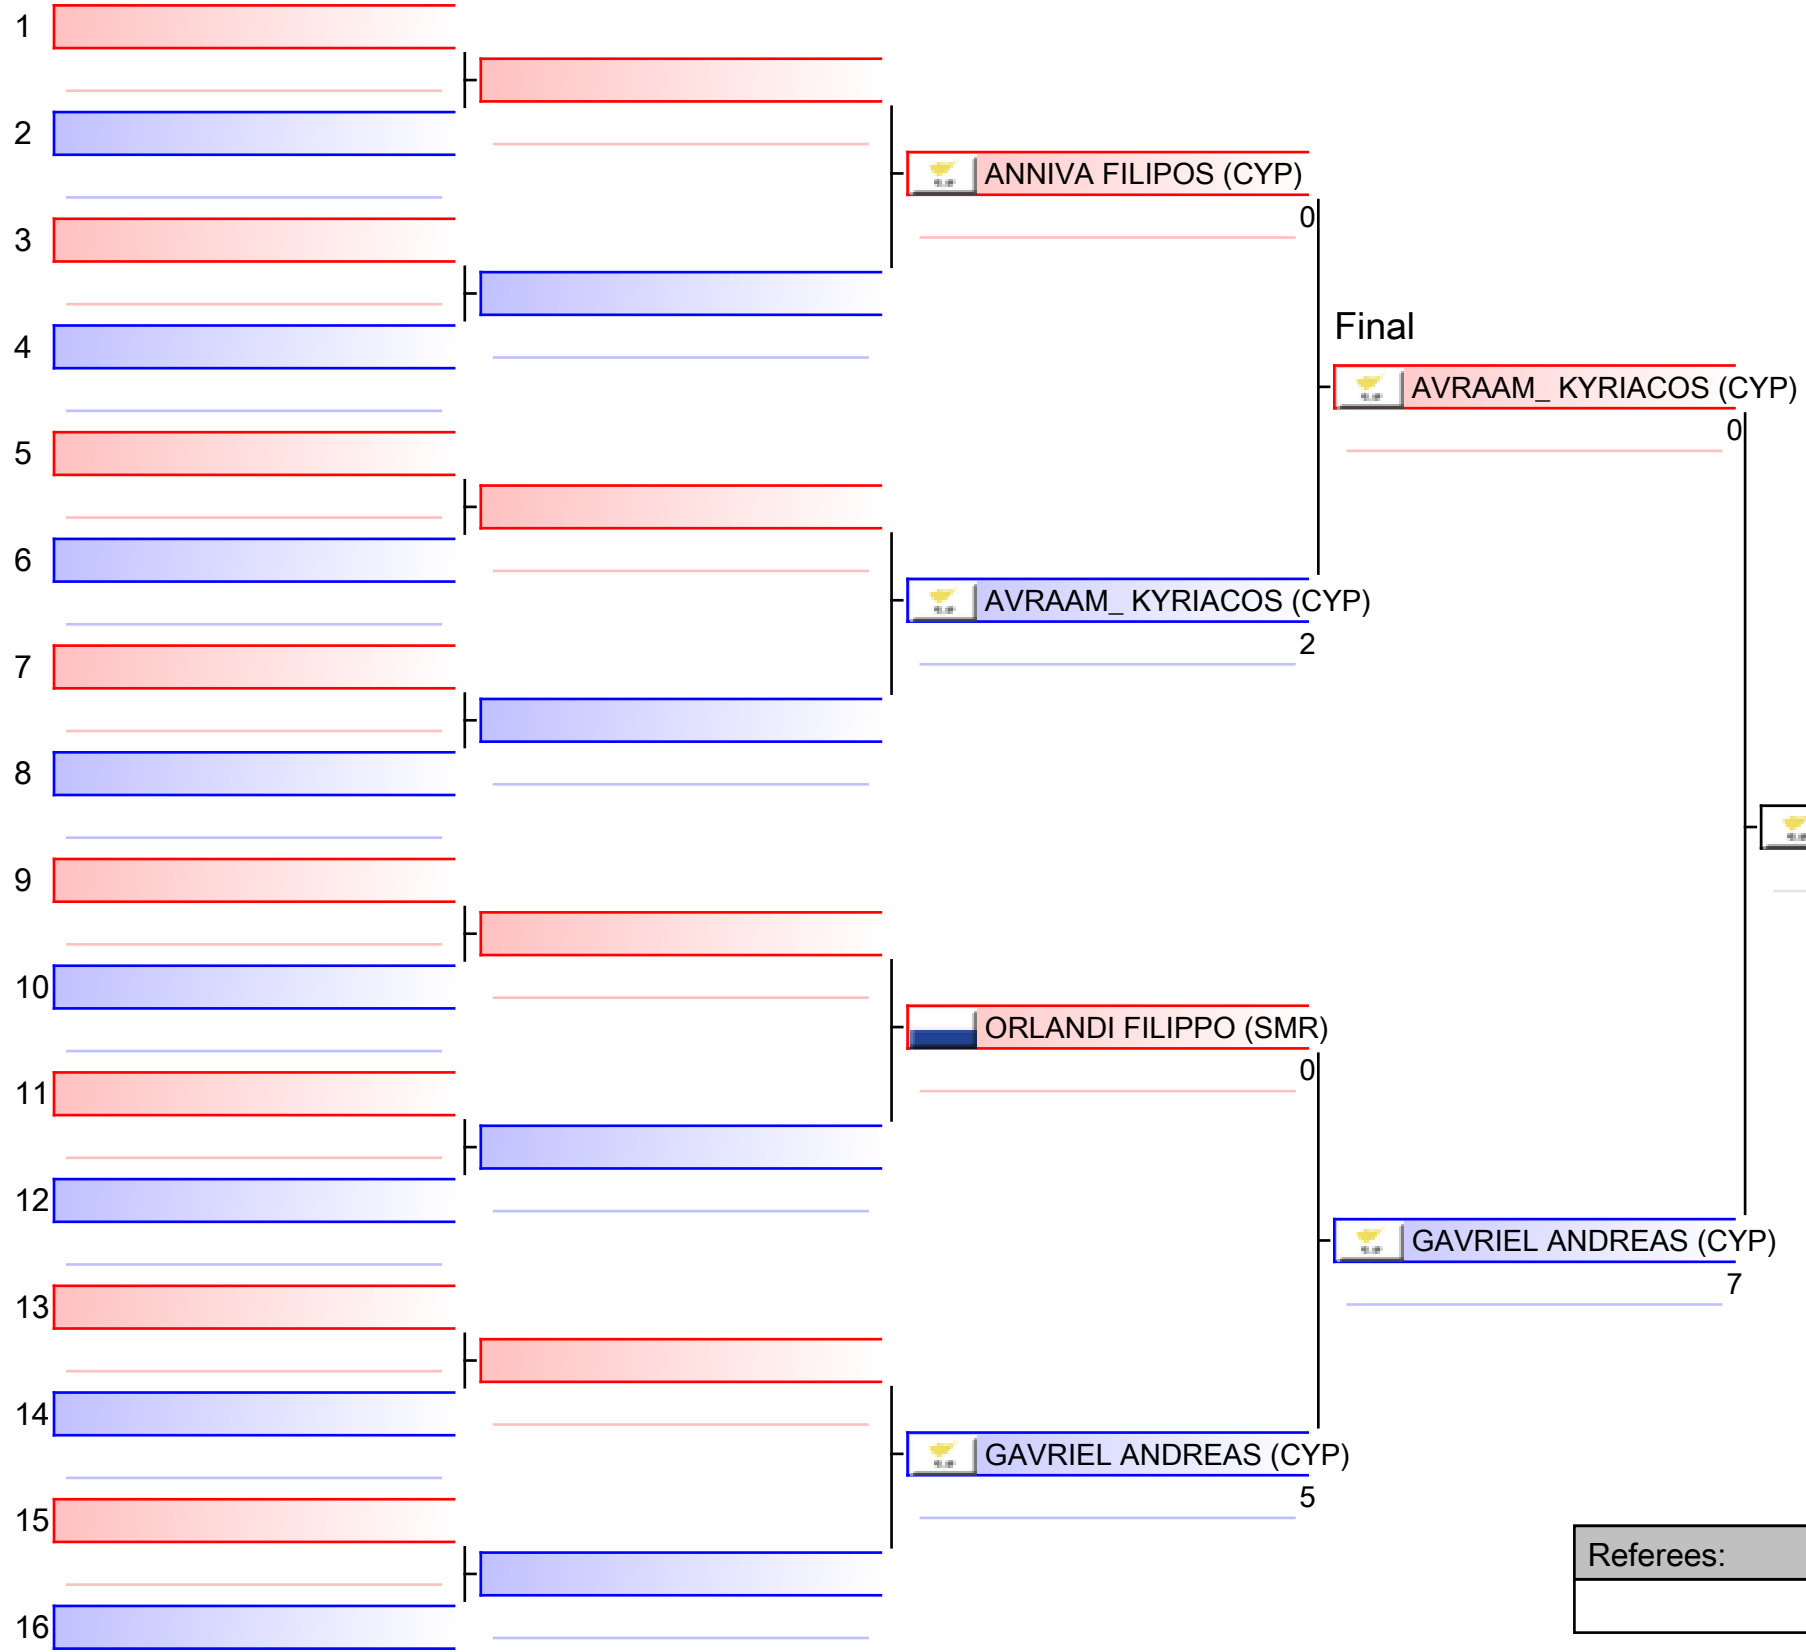 1
2
ANNIVA FILIPOS (CYP)
0
3
Final
4
AVRAAM_ KYRIACOS (CYP)
0
5
6
AVRAAM_ KYRIACOS (CYP)
2
7
8
9
10
ORLANDI FILIPPO (SMR)
0
11
12
GAVRIEL ANDREAS (CYP)
7
13
14
GAVRIEL ANDREAS (CYP)
5
15
Referees:
16